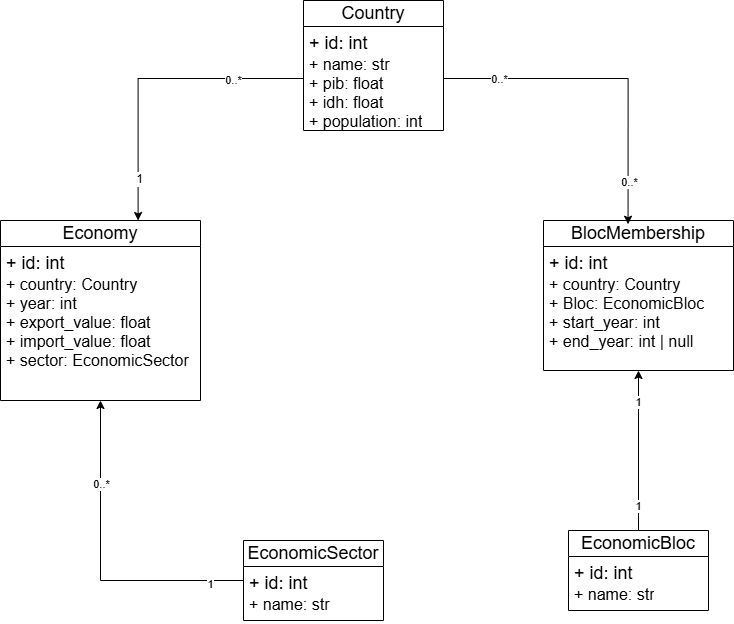 Country
+ id: int
+ name: str
+ pib: float
+ idh: float
+ population: int
0..*
0..*
1
0..*
Economy
+ id: int
+ country: Country
+ year: int
+ export_value: float
+ import_value: float
+ sector: EconomicSector
BlocMembership
+ id: int
+ country: Country
+ Bloc: EconomicBloc
+ start_year: int
+ end_year: int | null
0..*
1
1
1
EconomicSector
+ id: int
+ name: str
EconomicBloc
+ id: int
+ name: str